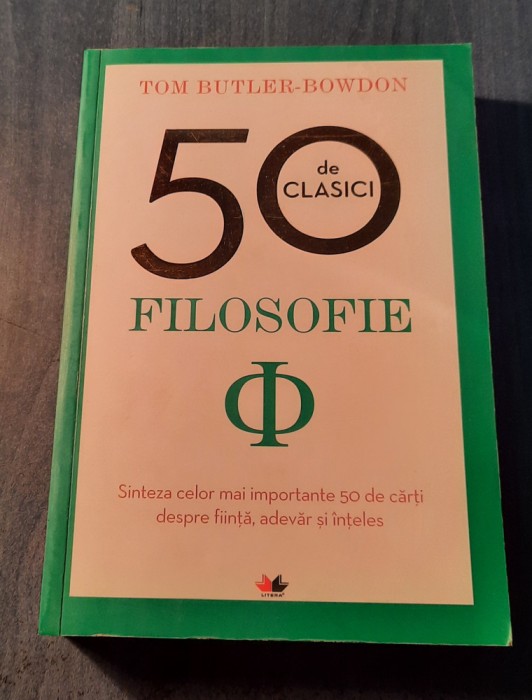 TOM BUTLER-BOWDON
50
de
CLASICI
FILOSOFIE
Φ
Sinteza celor mai importante 50 de cărți
despre ființă, adevăr și înțeles
LITERA®